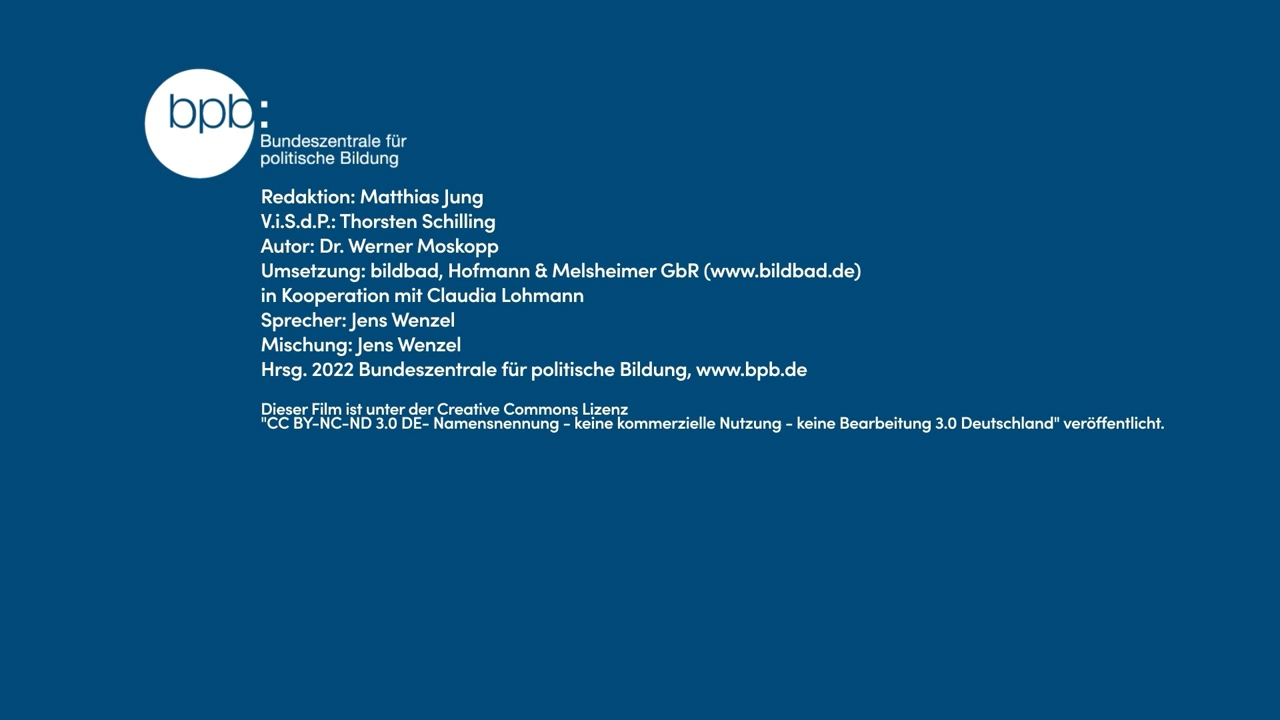 bpb:
Bundeszentrale für
politische Bildung
Redaktion: Matthias Jung
V.i.S.d.P.: Thorsten Schilling
Autor: Dr. Werner Moskopp
Umsetzung: bildbad, Hofmann & Melsheimer GbR (www.bildbad.de)
in Kooperation mit Claudia Lohmann
Sprecher: Jens Wenzel
Mischung: Jens Wenzel
Hrsg. 2022 Bundeszentrale für politische Bildung, www.bpb.de
Dieser Film ist unter der Creative Commons Lizenz
"CC BY-NC-ND 3.0 DE- Namensnennung - keine kommerzielle Nutzung - keine Bearbeitung 3.0 Deutschland" veröffentlicht.